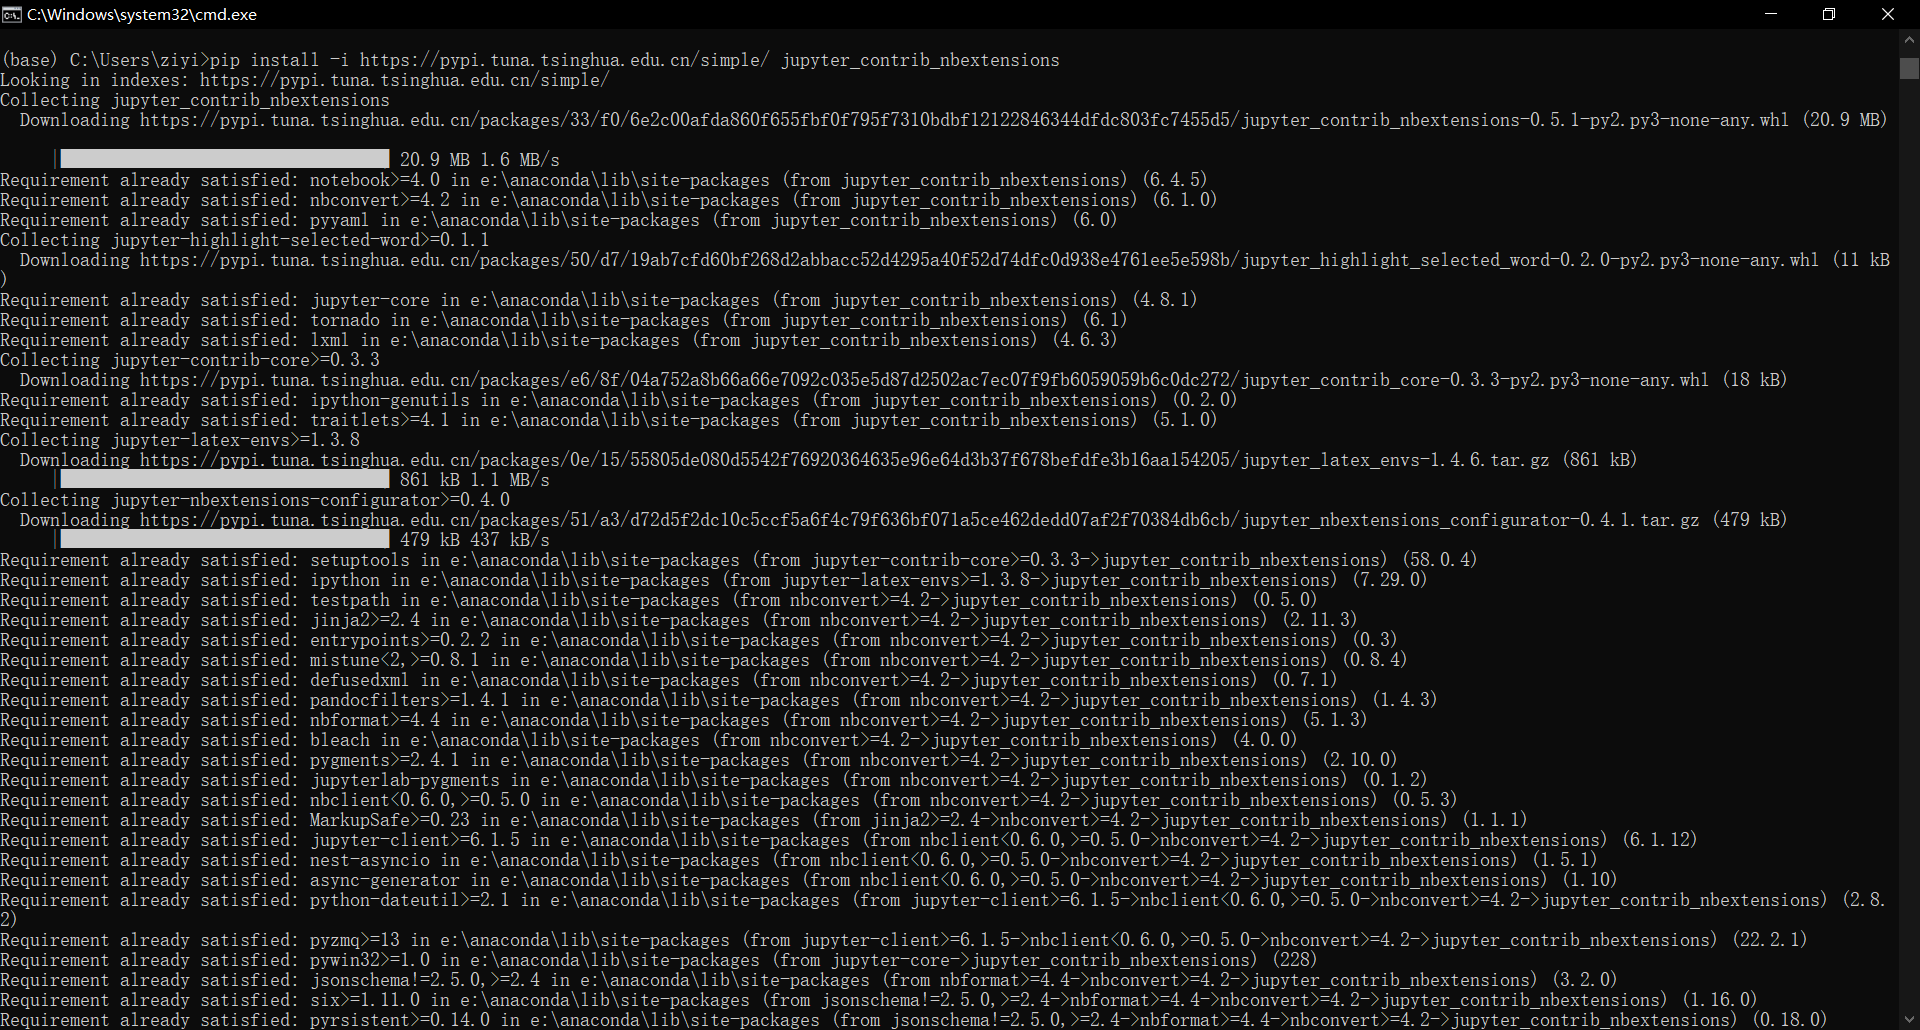 C:\Windows\system32\cmd.exe
(base) C:\Users\ziyi>pip install -i https://pypi.tuna.tsinghua.edu.cn/simple/ jupyter_contrib_nbextensions
Looking in indexes: https://pypi.tuna.tsinghua.edu.cn/simple/
Collecting jupyter_contrib_nbextensions
  Downloading https://pypi.tuna.tsinghua.edu.cn/packages/33/f0/6e2c00afda860f655fbf0f795f7310bdbf12122846344dfdc803fc7455d5/jupyter_contrib_nbextensions-0.5.1-py2.py3-none-any.whl (20.9 MB)
20.9 MB 1.6 MB/s
Requirement already satisfied: notebook>=4.0 in e:\anaconda\lib\site-packages (from jupyter_contrib_nbextensions) (6.4.5)
Requirement already satisfied: nbconvert>=4.2 in e:\anaconda\lib\site-packages (from jupyter_contrib_nbextensions) (6.1.0)
Requirement already satisfied: pyyaml in e:\anaconda\lib\site-packages (from jupyter_contrib_nbextensions) (6.0)
Collecting jupyter-highlight-selected-word>=0.1.1
  Downloading https://pypi.tuna.tsinghua.edu.cn/packages/50/d7/19ab7cfd60bf268d2abbacc52d4295a40f52d74dfc0d938e4761ee5e598b/jupyter_highlight_selected_word-0.2.0-py2.py3-none-any.whl (11 kB
)
Requirement already satisfied: jupyter-core in e:\anaconda\lib\site-packages (from jupyter_contrib_nbextensions) (4.8.1)
Requirement already satisfied: tornado in e:\anaconda\lib\site-packages (from jupyter_contrib_nbextensions) (6.1)
Requirement already satisfied: lxml in e:\anaconda\lib\site-packages (from jupyter_contrib_nbextensions) (4.6.3)
Collecting jupyter-contrib-core>=0.3.3
  Downloading https://pypi.tuna.tsinghua.edu.cn/packages/e6/8f/04a752a8b66a66e7092c035e5d87d2502ac7ec07f9fb6059059b6c0dc272/jupyter_contrib_core-0.3.3-py2.py3-none-any.whl (18 kB)
Requirement already satisfied: ipython-genutils in e:\anaconda\lib\site-packages (from jupyter_contrib_nbextensions) (0.2.0)
Requirement already satisfied: traitlets>=4.1 in e:\anaconda\lib\site-packages (from jupyter_contrib_nbextensions) (5.1.0)
Collecting jupyter-latex-envs>=1.3.8
  Downloading https://pypi.tuna.tsinghua.edu.cn/packages/0e/15/55805de080d5542f76920364635e96e64d3b37f678befdfe3b16aa154205/jupyter_latex_envs-1.4.6.tar.gz (861 kB)
861 kB 1.1 MB/s
Collecting jupyter-nbextensions-configurator>=0.4.0
  Downloading https://pypi.tuna.tsinghua.edu.cn/packages/51/a3/d72d5f2dc10c5ccf5a6f4c79f636bf071a5ce462dedd07af2f70384db6cb/jupyter_nbextensions_configurator-0.4.1.tar.gz (479 kB)
479 kB 437 kB/s
Requirement already satisfied: setuptools in e:\anaconda\lib\site-packages (from jupyter-contrib-core>=0.3.3->jupyter_contrib_nbextensions) (58.0.4)
Requirement already satisfied: ipython in e:\anaconda\lib\site-packages (from jupyter-latex-envs>=1.3.8->jupyter_contrib_nbextensions) (7.29.0)
Requirement already satisfied: testpath in e:\anaconda\lib\site-packages (from nbconvert>=4.2->jupyter_contrib_nbextensions) (0.5.0)
Requirement already satisfied: jinja2>=2.4 in e:\anaconda\lib\site-packages (from nbconvert>=4.2->jupyter_contrib_nbextensions) (2.11.3)
Requirement already satisfied: entrypoints>=0.2.2 in e:\anaconda\lib\site-packages (from nbconvert>=4.2->jupyter_contrib_nbextensions) (0.3)
Requirement already satisfied: mistune<2,>=0.8.1 in e:\anaconda\lib\site-packages (from nbconvert>=4.2->jupyter_contrib_nbextensions) (0.8.4)
Requirement already satisfied: defusedxml in e:\anaconda\lib\site-packages (from nbconvert>=4.2->jupyter_contrib_nbextensions) (0.7.1)
Requirement already satisfied: pandocfilters>=1.4.1 in e:\anaconda\lib\site-packages (from nbconvert>=4.2->jupyter_contrib_nbextensions) (1.4.3)
Requirement already satisfied: nbformat>=4.4 in e:\anaconda\lib\site-packages (from nbconvert>=4.2->jupyter_contrib_nbextensions) (5.1.3)
Requirement already satisfied: bleach in e:\anaconda\lib\site-packages (from nbconvert>=4.2->jupyter_contrib_nbextensions) (4.0.0)
Requirement already satisfied: pygments>=2.4.1 in e:\anaconda\lib\site-packages (from nbconvert>=4.2->jupyter_contrib_nbextensions) (2.10.0)
Requirement already satisfied: jupyterlab-pygments in e:\anaconda\lib\site-packages (from nbconvert>=4.2->jupyter_contrib_nbextensions) (0.1.2)
Requirement already satisfied: nbclient<0.6.0,>=0.5.0 in e:\anaconda\lib\site-packages (from nbconvert>=4.2->jupyter_contrib_nbextensions) (0.5.3)
Requirement already satisfied: MarkupSafe>=0.23 in e:\anaconda\lib\site-packages (from jinja2>=2.4->nbconvert>=4.2->jupyter_contrib_nbextensions) (1.1.1)
Requirement already satisfied: jupyter-client>=6.1.5 in e:\anaconda\lib\site-packages (from nbclient<0.6.0,>=0.5.0->nbconvert>=4.2->jupyter_contrib_nbextensions) (6.1.12)
Requirement already satisfied: nest-asyncio in e:\anaconda\lib\site-packages (from nbclient<0.6.0,>=0.5.0->nbconvert>=4.2->jupyter_contrib_nbextensions) (1.5.1)
Requirement already satisfied: async-generator in e:\anaconda\lib\site-packages (from nbclient<0.6.0,>=0.5.0->nbconvert>=4.2->jupyter_contrib_nbextensions) (1.10)
Requirement already satisfied: python-dateutil>=2.1 in e:\anaconda\lib\site-packages (from jupyter-client>=6.1.5->nbclient<0.6.0,>=0.5.0->nbconvert>=4.2->jupyter_contrib_nbextensions) (2.8.
2)
Requirement already satisfied: pyzmq>=13 in e:\anaconda\lib\site-packages (from jupyter-client>=6.1.5->nbclient<0.6.0,>=0.5.0->nbconvert>=4.2->jupyter_contrib_nbextensions) (22.2.1)
Requirement already satisfied: pywin32>=1.0 in e:\anaconda\lib\site-packages (from jupyter-core->jupyter_contrib_nbextensions) (228)
Requirement already satisfied: jsonschema!=2.5.0,>=2.4 in e:\anaconda\lib\site-packages (from nbformat>=4.4->nbconvert>=4.2->jupyter_contrib_nbextensions) (3.2.0)
Requirement already satisfied: six>=1.11.0 in e:\anaconda\lib\site-packages (from jsonschema!=2.5.0,>=2.4->nbformat>=4.4->nbconvert>=4.2->jupyter_contrib_nbextensions) (1.16.0)
Requirement already satisfied: pyrsistent>=0.14.0 in e:\anaconda\lib\site-packages (from jsonschema!=2.5.0,>=2.4->nbformat>=4.4->nbconvert>=4.2->jupyter_contrib_nbextensions) (0.18.0)